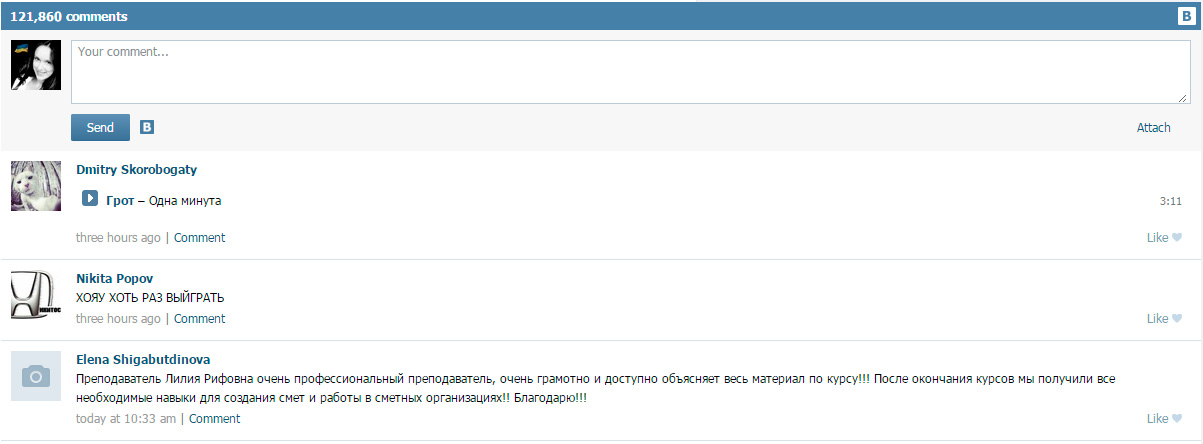 121,860 comments B
Your comment...
Send B Attach
Dmitry Skorobogaty
Грот – Одна минута 3:11
three hours ago | Comment Like
Nikita Popov
ХОЯУ ХОТЬ РАЗ ВЫЙГРАТЬ
three hours ago | Comment Like
Elena Shigabutdinova
Преподаватель Лилия Рифовна очень профессиональный преподаватель, очень грамотно и доступно объясняет весь материал по курсу!!! После окончания курсов мы получили все
необходимые навыки для создания смет и работы в сметных организациях!! Благодарю!!!
today at 10:33 am | Comment Like